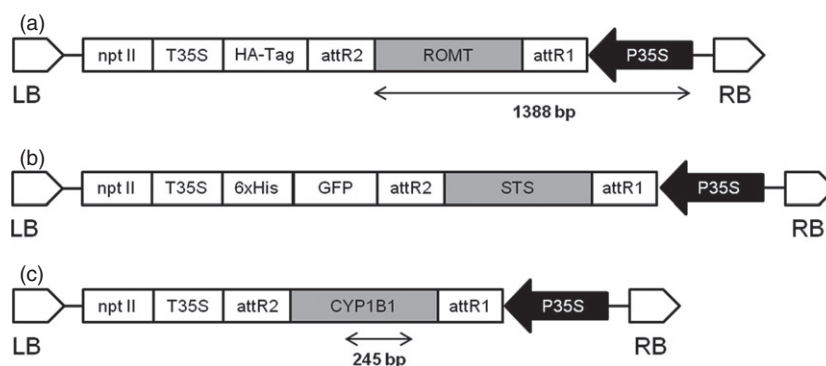 (a)
npt II T35S HA-Tag attR2 ROMT attR1 P35S
LB RB
1388 bp
(b)
npt II T35S 6xHis GFP attR2 STS attR1 P35S
LB RB
(c)
npt II T35S attR2 CYP1B1 attR1 P35S
LB RB
245 bp